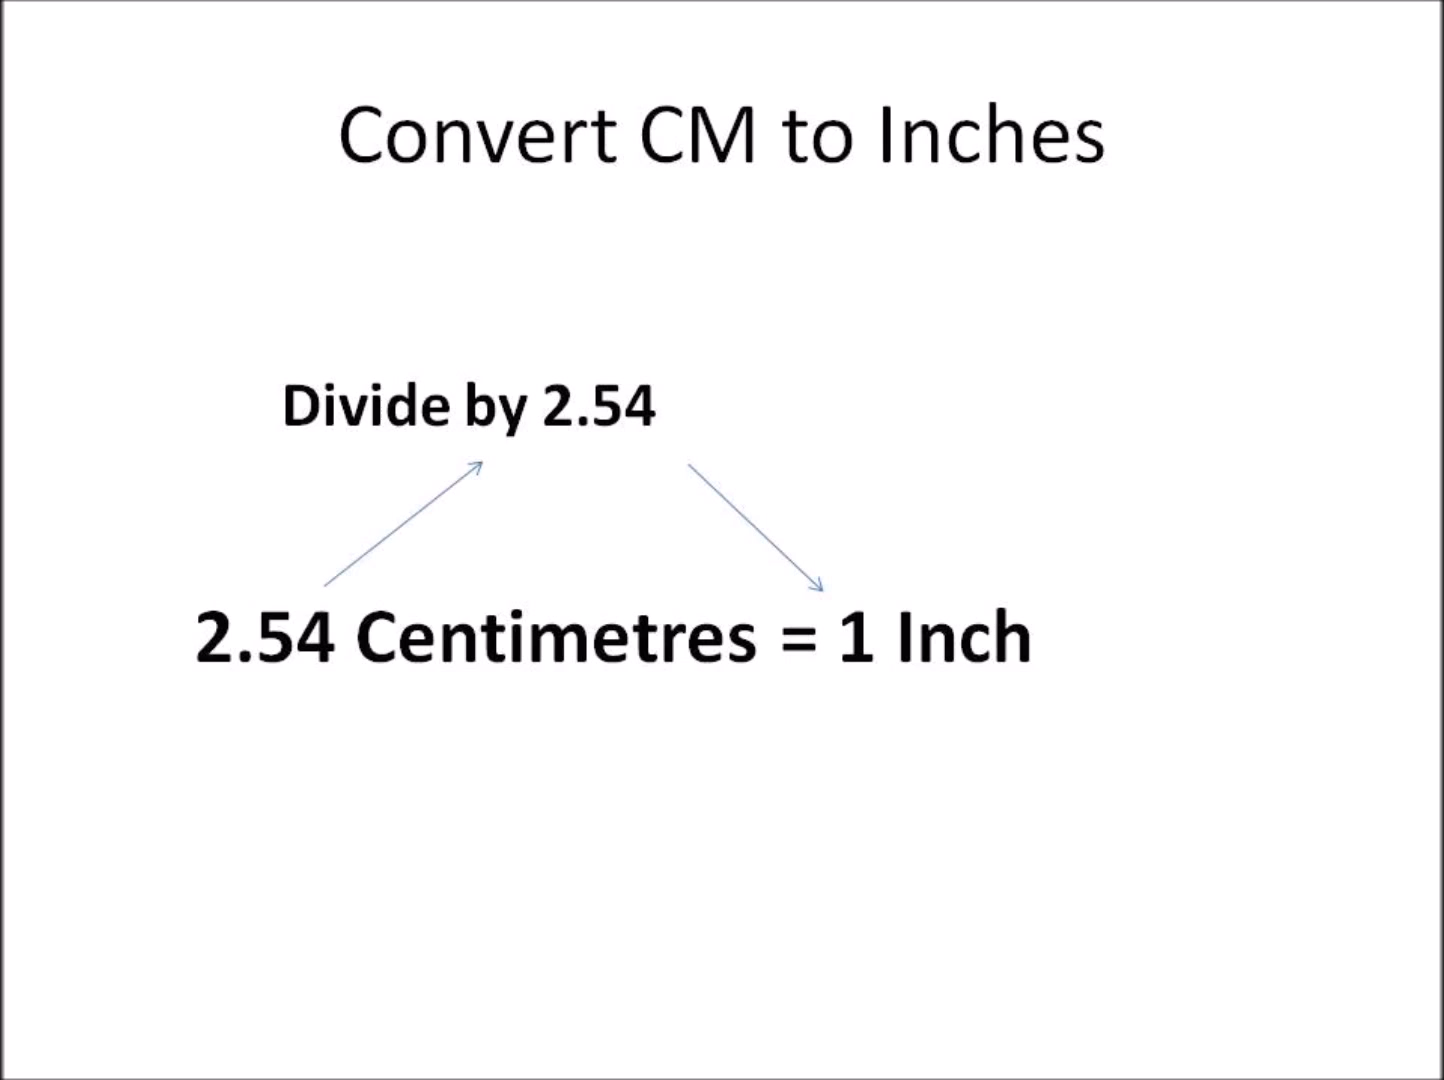 Convert CM to Inches
Divide by 2.54
2.54 Centimetres = 1 Inch